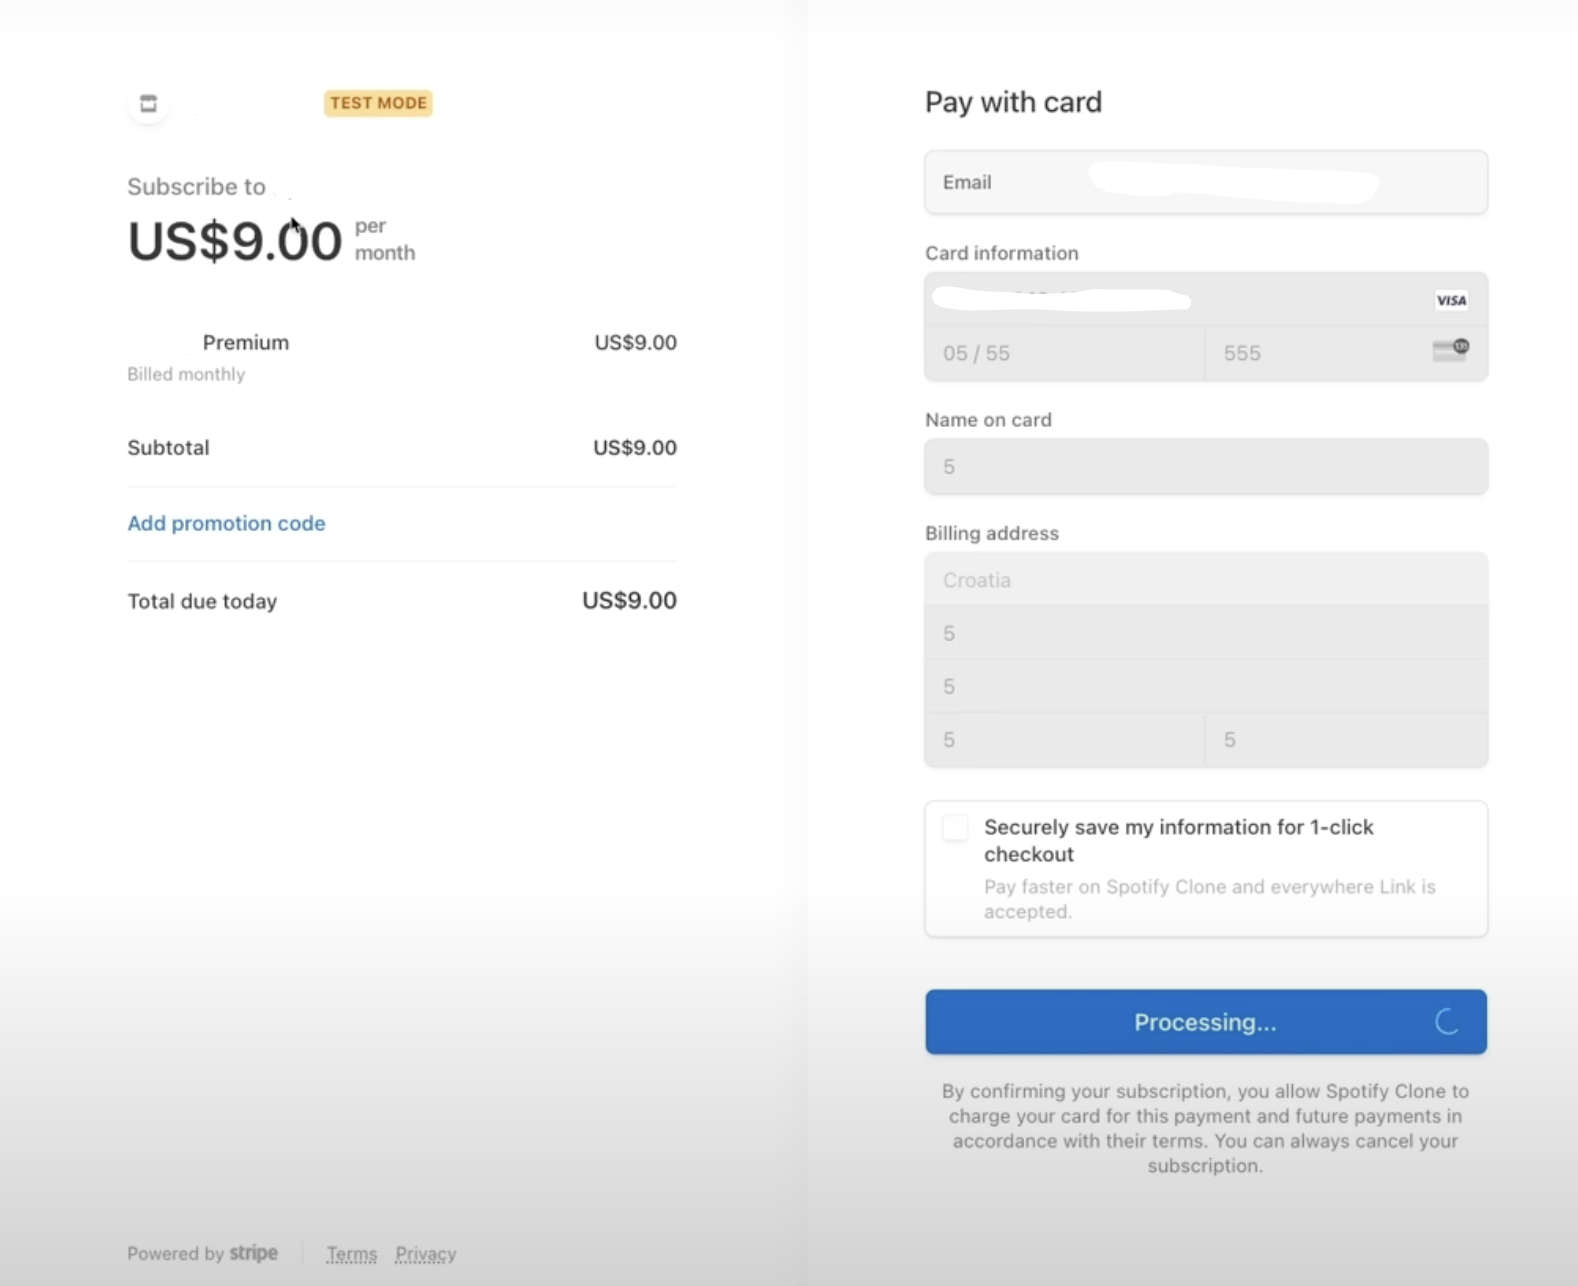 TEST MODE
Subscribe to
US$9.00 per month
Premium US$9.00
Billed monthly
Subtotal US$9.00
Add promotion code
Total due today US$9.00
Powered by stripe Terms Privacy
Pay with card
Email
Card information
VISA
05 / 55 555
Name on card
5
Billing address
Croatia
5
5
5 5
Securely save my information for 1-click
checkout
Pay faster on Spotify Clone and everywhere Link is
accepted.
Processing...
By confirming your subscription, you allow Spotify Clone to
charge your card for this payment and future payments in
accordance with their terms. You can always cancel your
subscription.